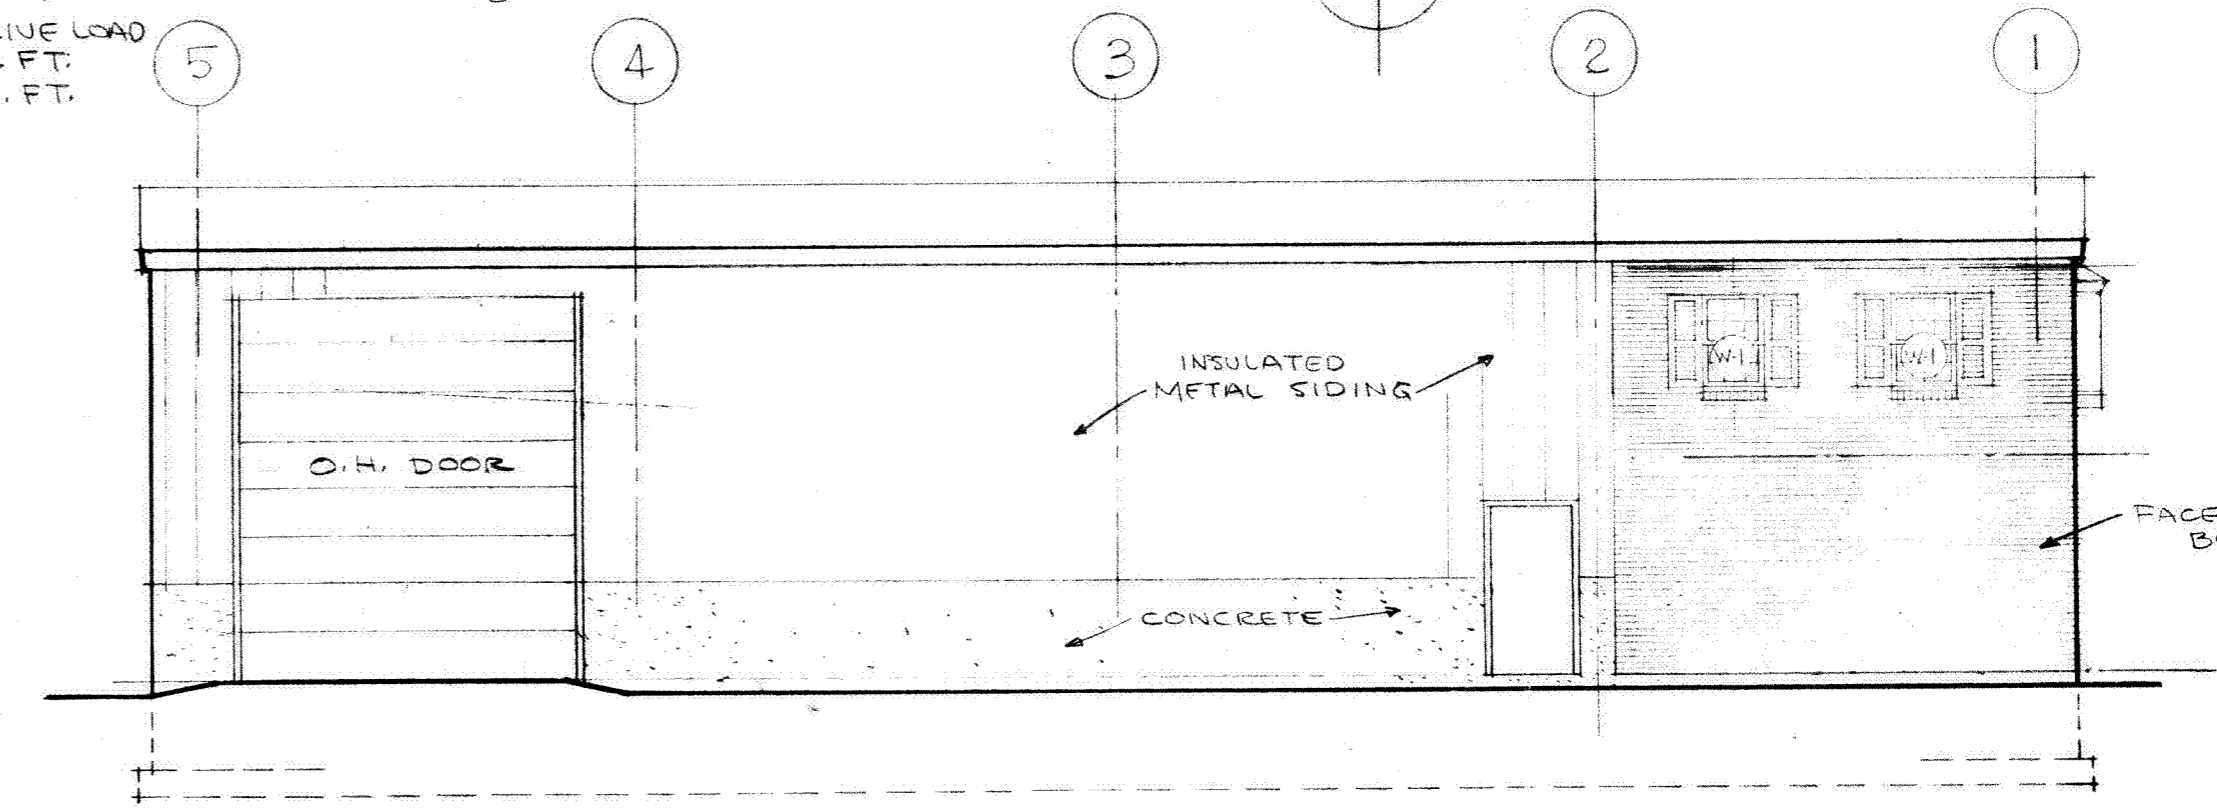 LIVE LOAD
. FT.
. FT.
5
4
3
2
1
INSULATED
METAL SIDING
W-1
W-1
O.H. DOOR
FACE
CONCRETE